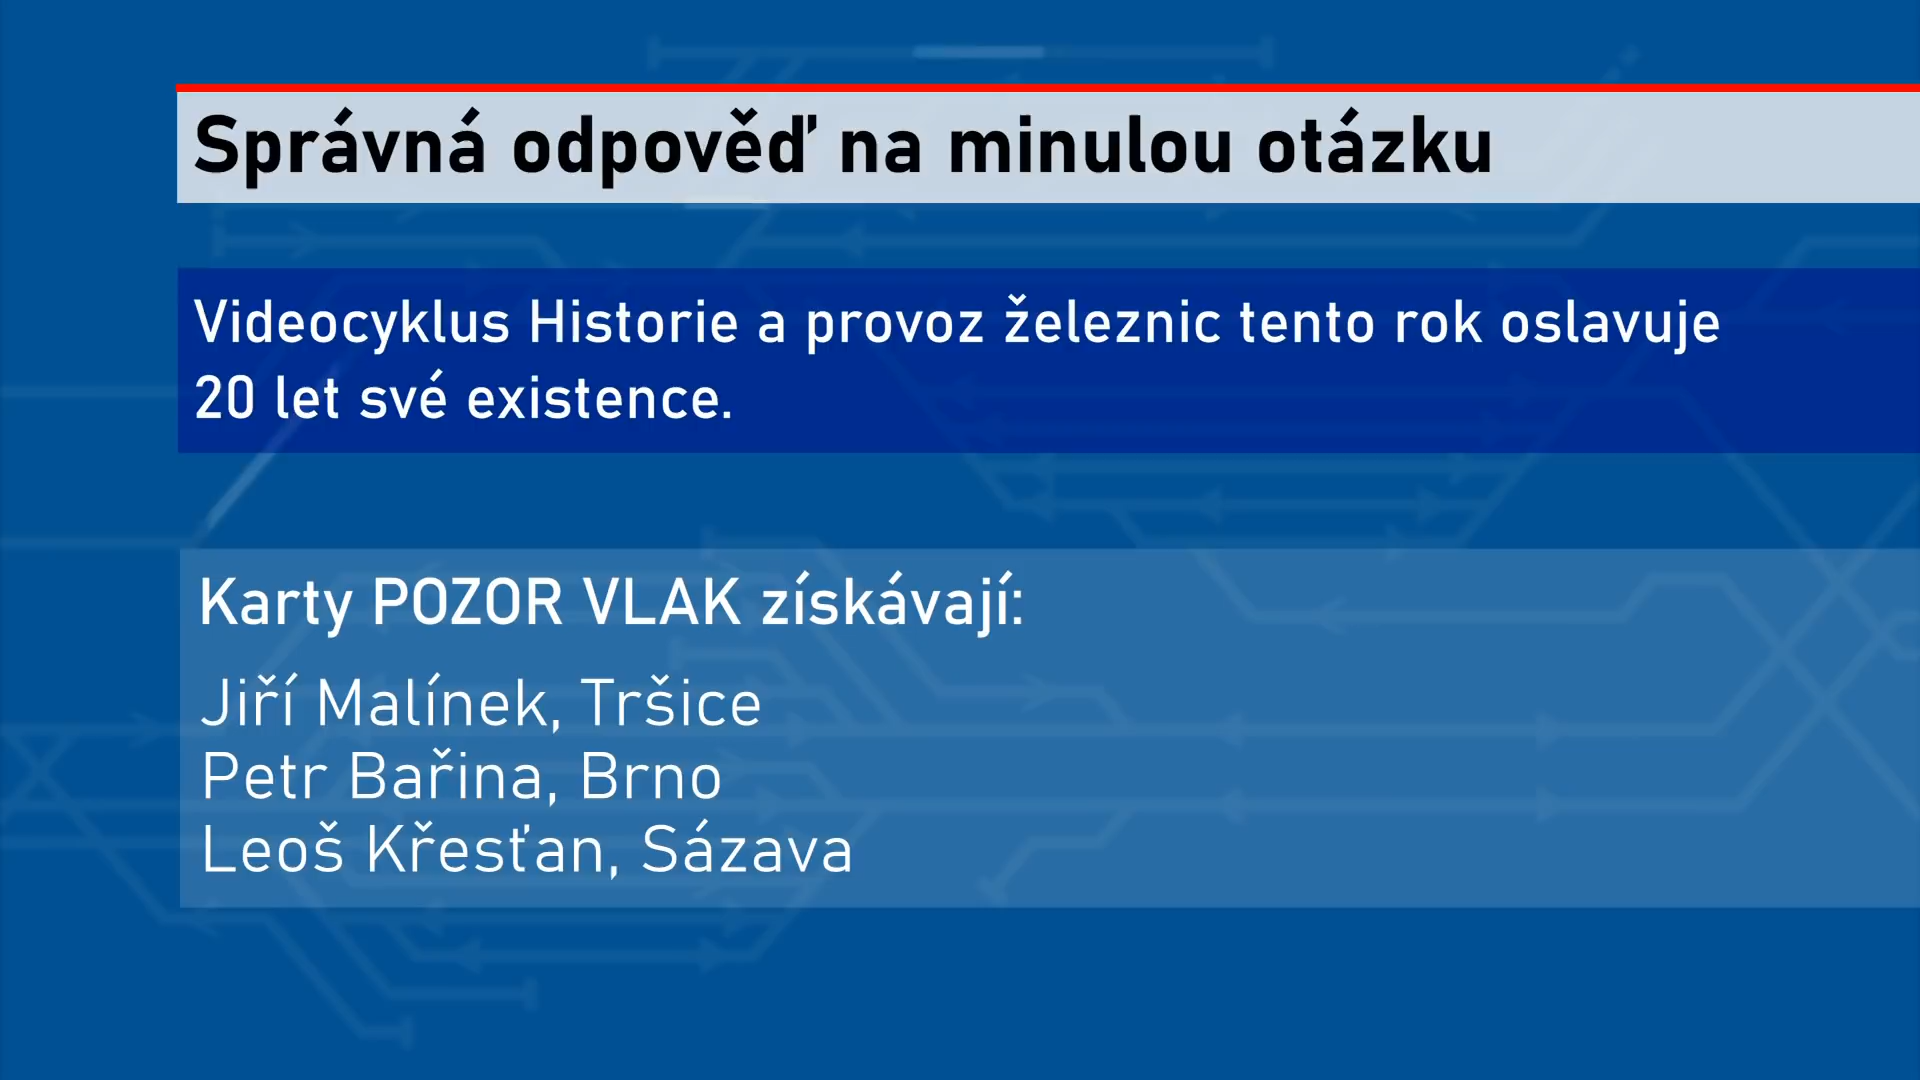 Správná odpověď na minulou otázku
Videocyklus Historie a provoz železnic tento rok oslavuje
20 let své existence.
Karty POZOR VLAK získávají:
Jiří Malínek, Tršice
Petr Bařina, Brno
Leoš Křesťan, Sázava